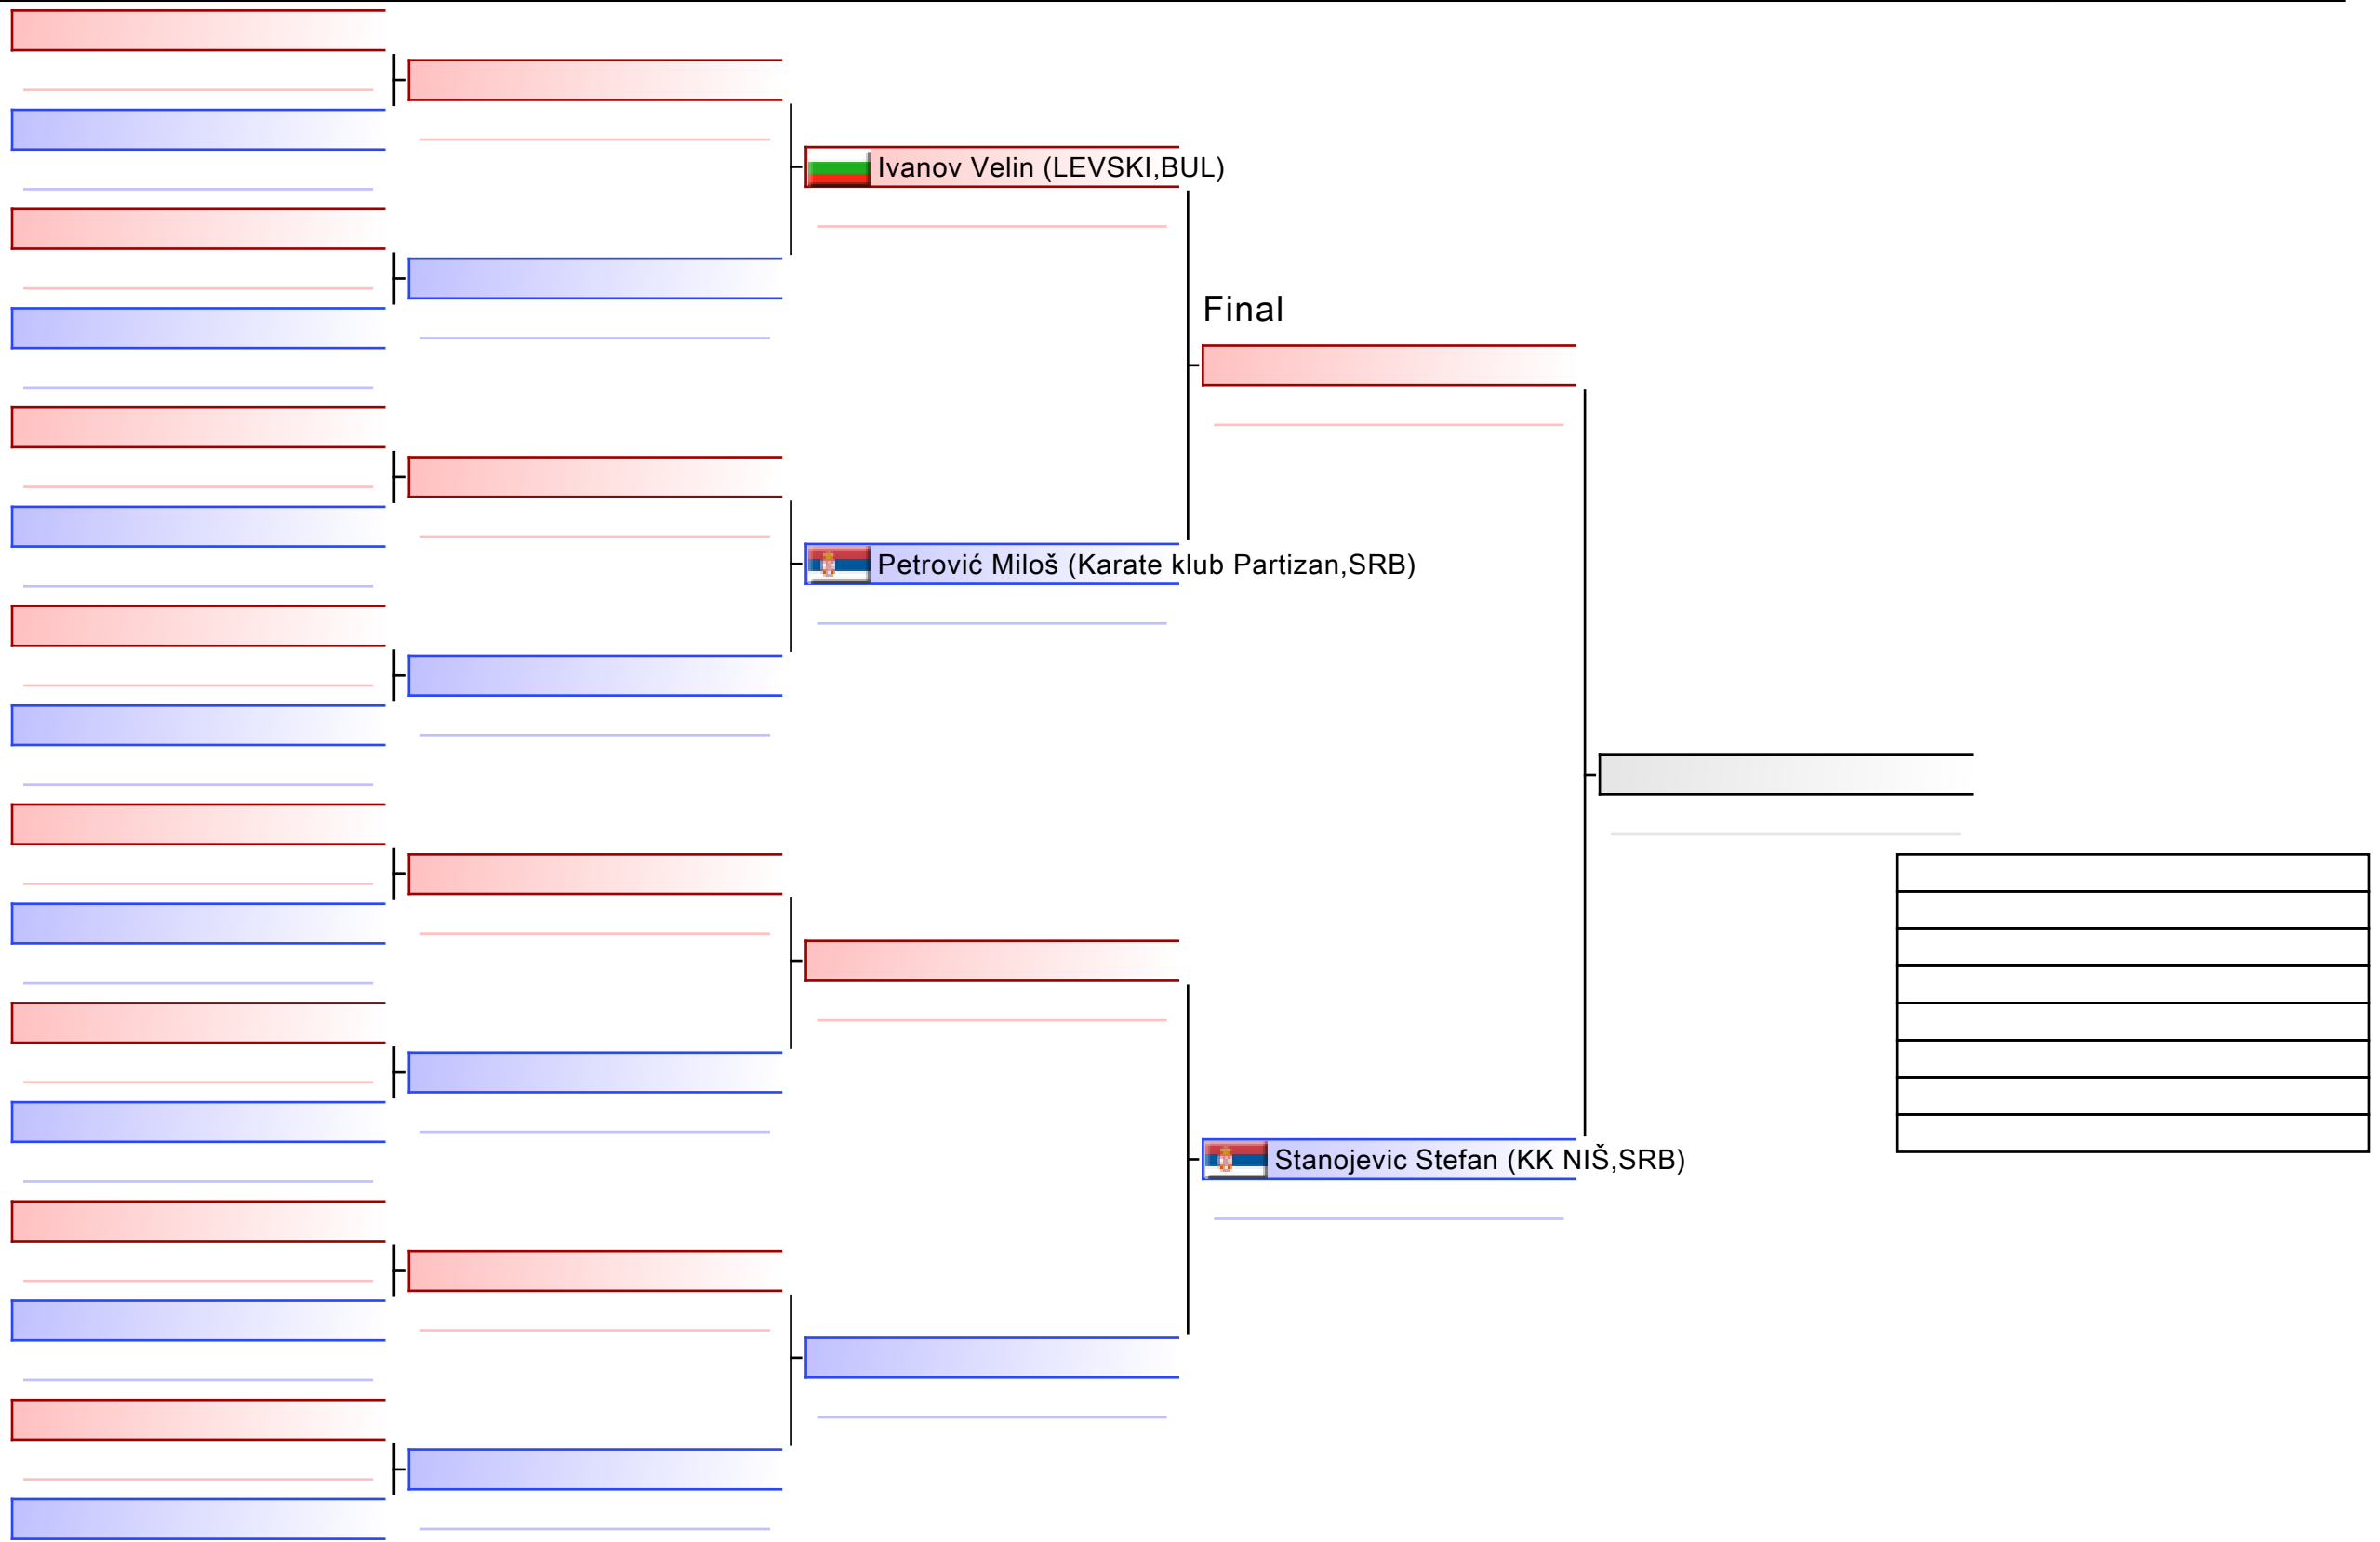 Ivanov Velin (LEVSKI,BUL)
Final
Petrović Miloš (Karate klub Partizan,SRB)
Stanojevic Stefan (KK NIŠ,SRB)